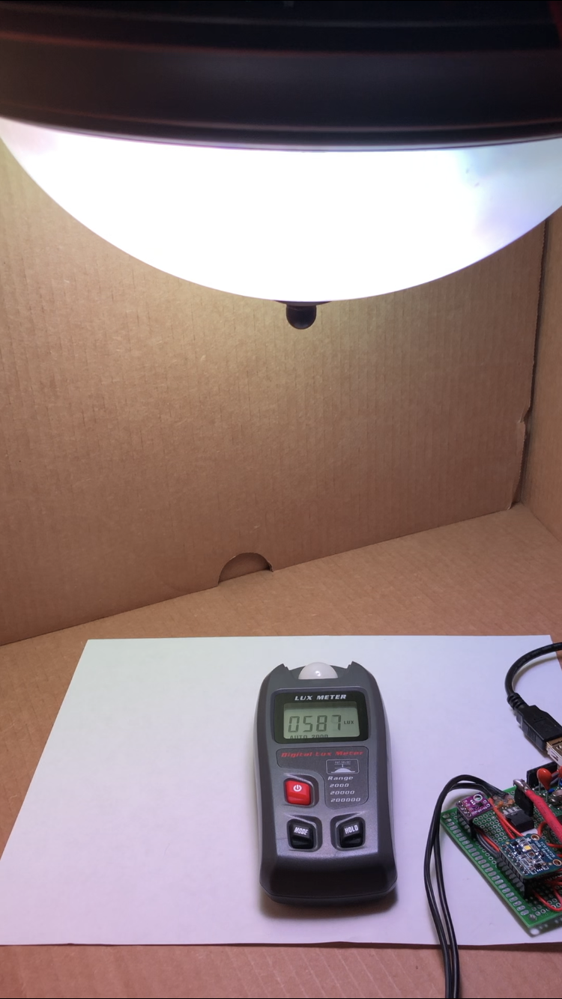 LUX METER
0587 LUX
AUTO 2000
Digital Lux Meter
Range
2000
20000
200000
MODE
HOLD